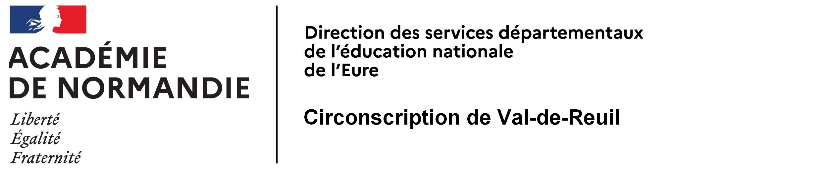 ACADÉMIE
DE NORMANDIE
Liberté
Égalité
Fraternité
Direction des services départementaux
de l'éducation nationale
de l'Eure
Circonscription de Val-de-Reuil